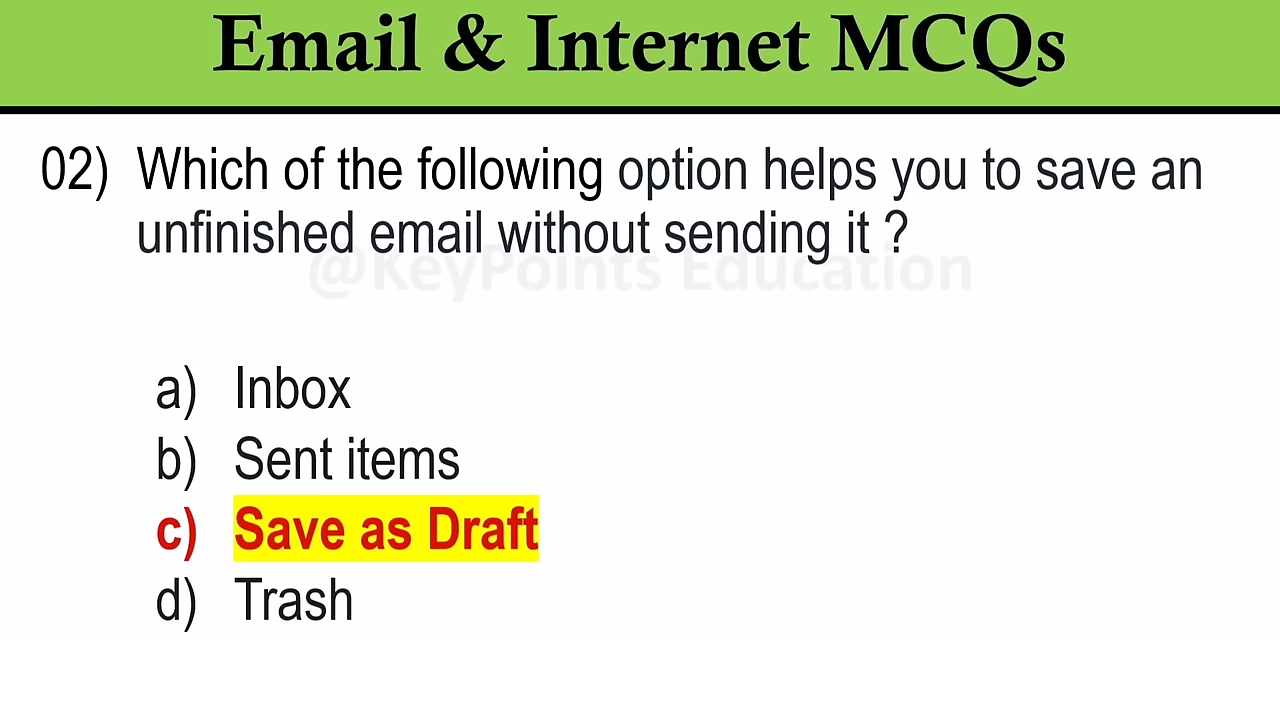 Email & Internet MCQs
02) Which of the following option helps you to save an
unfinished email without sending it ?
@KeyPoints Education
a) Inbox
b) Sent items
c) Save as Draft
d) Trash